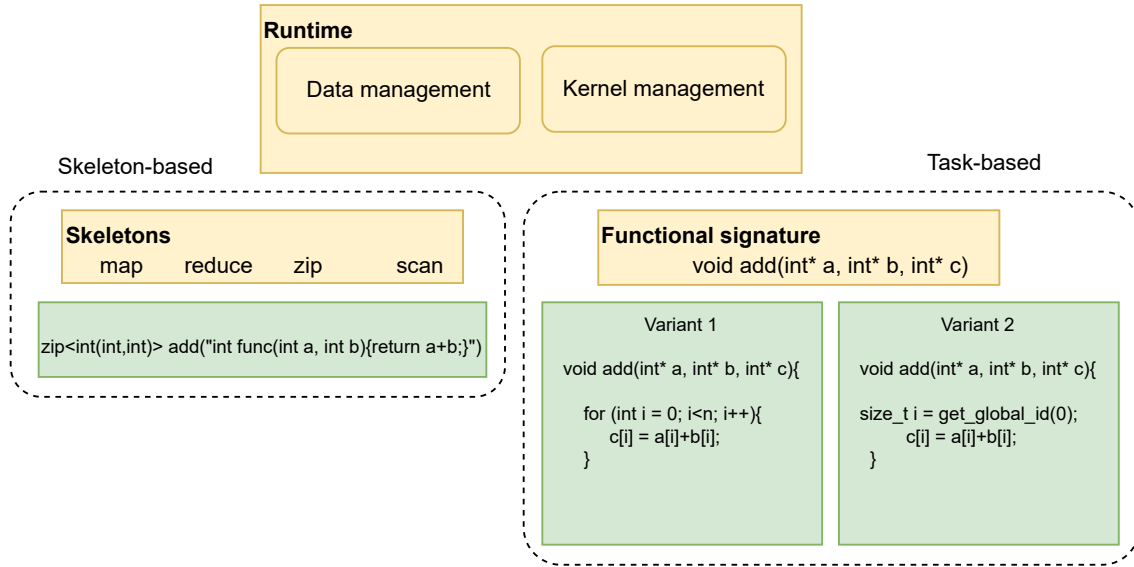 Runtime
Data management
Kernel management
Skeleton-based
Task-based
Skeletons
map reduce zip scan
zip<int(int,int)> add("int func(int a, int b){return a+b;}")
Functional signature
void add(int* a, int* b, int* c)
Variant 1
void add(int* a, int* b, int* c){
for (int i = 0; i<n; i++){
c[i] = a[i]+b[i];
}
Variant 2
void add(int* a, int* b, int* c){
size_t i = get_global_id(0);
c[i] = a[i]+b[i];
}